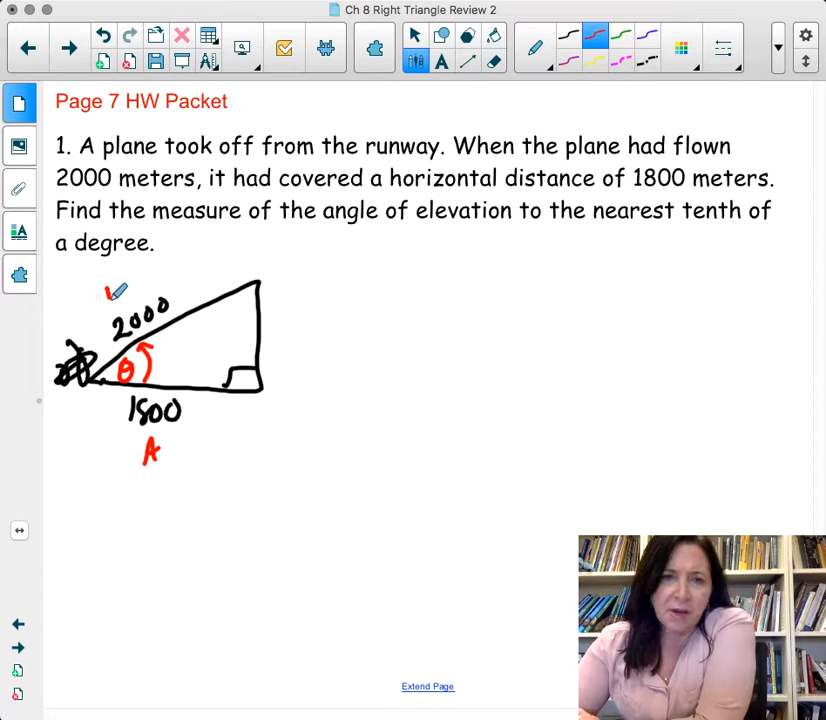 Ch 8 Right Triangle Review 2
Page 7 HW Packet
1. A plane took off from the runway. When the plane had flown
2000 meters, it had covered a horizontal distance of 1800 meters.
Find the measure of the angle of elevation to the nearest tenth of
a degree.
2000
θ
1800
A
Extend Page